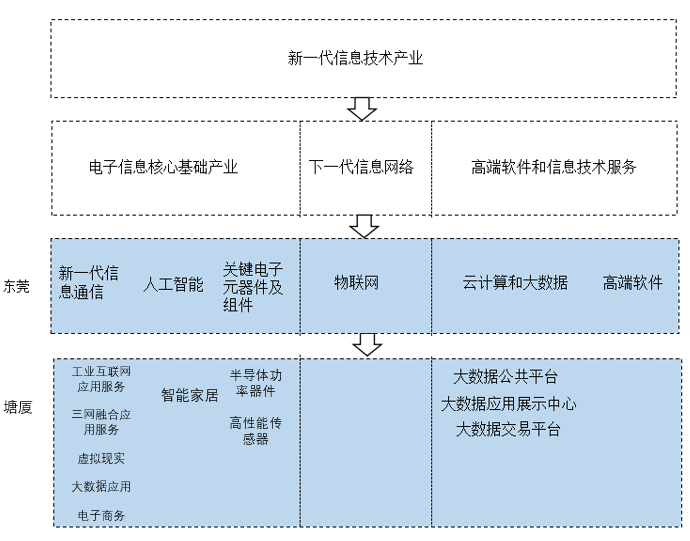 新一代信息技术产业
电子信息核心基础产业
下一代信息网络
高端软件和信息技术服务
东莞
新一代信
息通信
人工智能
关键电子
元器件及
组件
物联网
云计算和大数据
高端软件
塘厦
工业互联网
应用服务
三网融合应
用服务
虚拟现实
大数据应用
电子商务
智能家居
半导体功
率器件
高性能传
感器
大数据公共平台
大数据应用展示中心
大数据交易平台